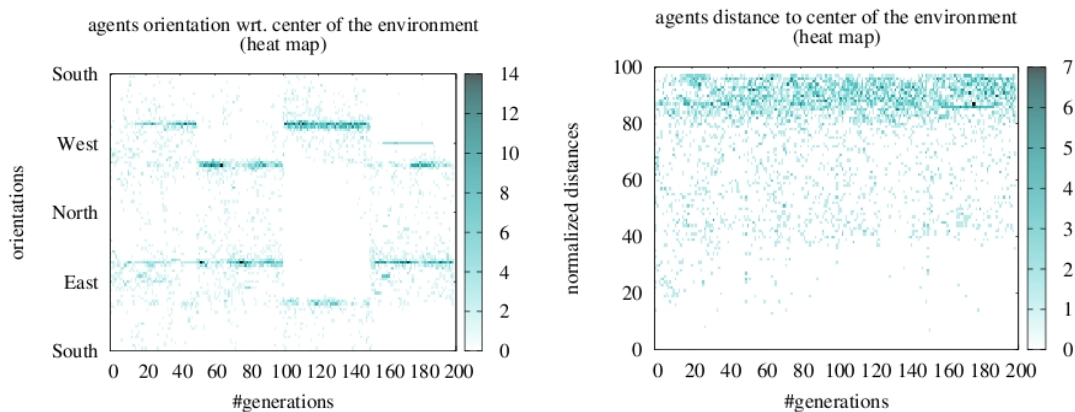 agents orientation wrt. center of the environment
(heat map)
South
West
North
East
South
orientations
0 20 40 60 80 100 120 140 160 180 200
#generations
14
12
10
8
6
4
2
0
agents distance to center of the environment
(heat map)
100
80
60
40
20
0
normalized distances
0 20 40 60 80 100 120 140 160 180 200
#generations
7
6
5
4
3
2
1
0